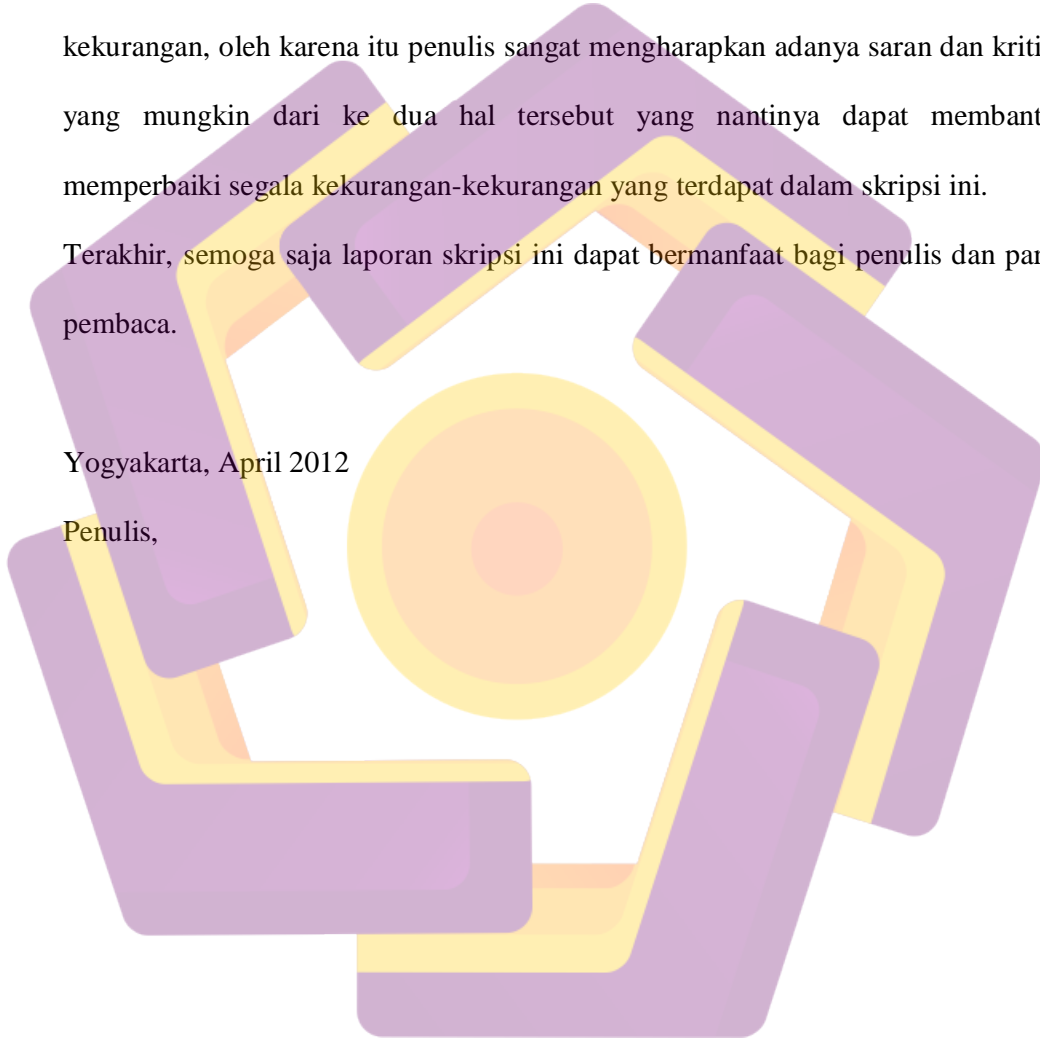 kekurangan, oleh karena itu penulis sangat mengharapkan adanya saran dan kriti
yang mungkin dari ke dua hal tersebut yang nantinya dapat membant
memperbaiki segala kekurangan-kekurangan yang terdapat dalam skripsi ini.
Terakhir, semoga saja laporan skripsi ini dapat bermanfaat bagi penulis dan par
pembaca.
Yogyakarta, April 2012
Penulis,